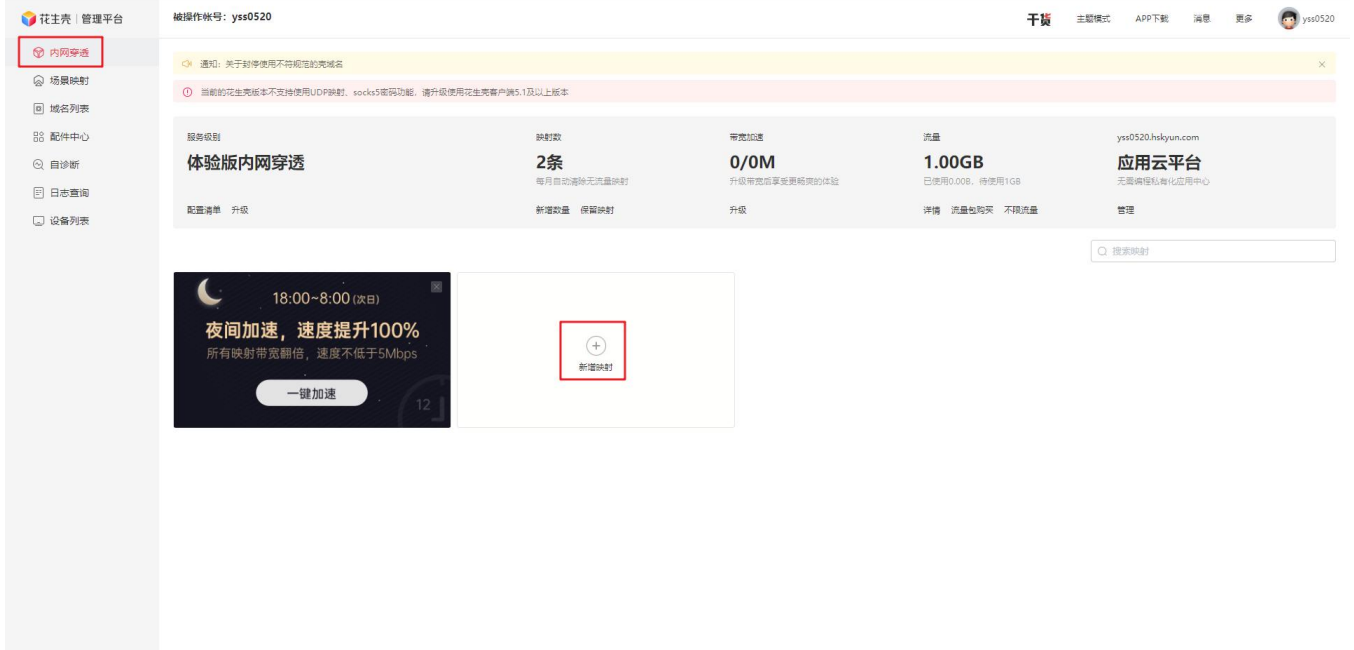 花生壳 | 管理平台
被操作帐号：yss0520
干货 主题模式 APP下载 消息 更多 yss0520
内网穿透
场景映射
域名列表
配件中心
自诊断
日志查询
设备列表
通知：关于封停使用不符规范的壳域名
当前的花生壳版本不支持使用UDP映射、socks5密码功能，请升级使用花生壳客户端5.1及以上版本
服务级别 映射数 带宽加速 流量 yss0520.hskyun.com
体验版内网穿透 2条 0/0M 1.00GB 应用云平台
每月自动清除无流量映射 升级带宽后享受更畅爽的体验 已使用0.00B，待使用1GB 无需编程私有化应用中心
配置清单 升级 新增数量 保留映射 升级 详情 流量包购买 不限流量 管理
搜索映射
18:00~8:00 (次日)
夜间加速，速度提升100%
所有映射带宽翻倍，速度不低于5Mbps
一键加速
12
新增映射